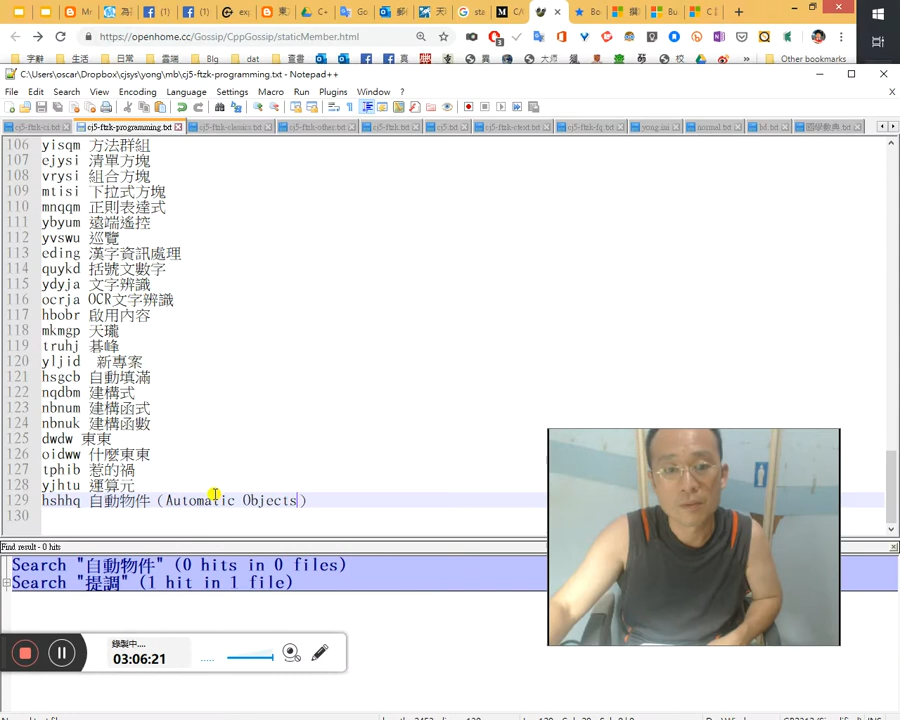 https://openhome.cc/Gossip/CppGossip/staticMember.html
Other bookmarks
C:\Users\oscar\Dropbox\cjsys\yong\mb\cj5-ftzk-programming.txt - Notepad++
File Edit Search View Encoding Language Settings Macro Run Plugins Window ?
cj5-ftzk-programming.txt
106 yisqm 方法群組
107 ejysi 清單方塊
108 vrysi 組合方塊
109 mtisi 下拉式方塊
110 mnqqm 正則表達式
111 ybyum 遠端遙控
112 yvswu 巡覽
113 eding 漢字資訊處理
114 quykd 括號文數字
115 ydyja 文字辨識
116 ocrja OCR文字辨識
117 hbobr 啟用內容
118 mkmgp 天瓏
119 truhj 碁峰
120 yljid 新專案
121 hsgcb 自動填滿
122 nqdbm 建構式
123 nbnum 建構函式
124 nbnuk 建構函數
125 dwdw 東東
126 oidww 什麼東東
127 tphib 惹的禍
128 yjhtu 運算元
129 hshhq 自動物件（Automatic Objects）
130
Find result - 0 hits
Search "自動物件" (0 hits in 0 files)
Search "提調" (1 hit in 1 file)
錄製中....
03:06:21